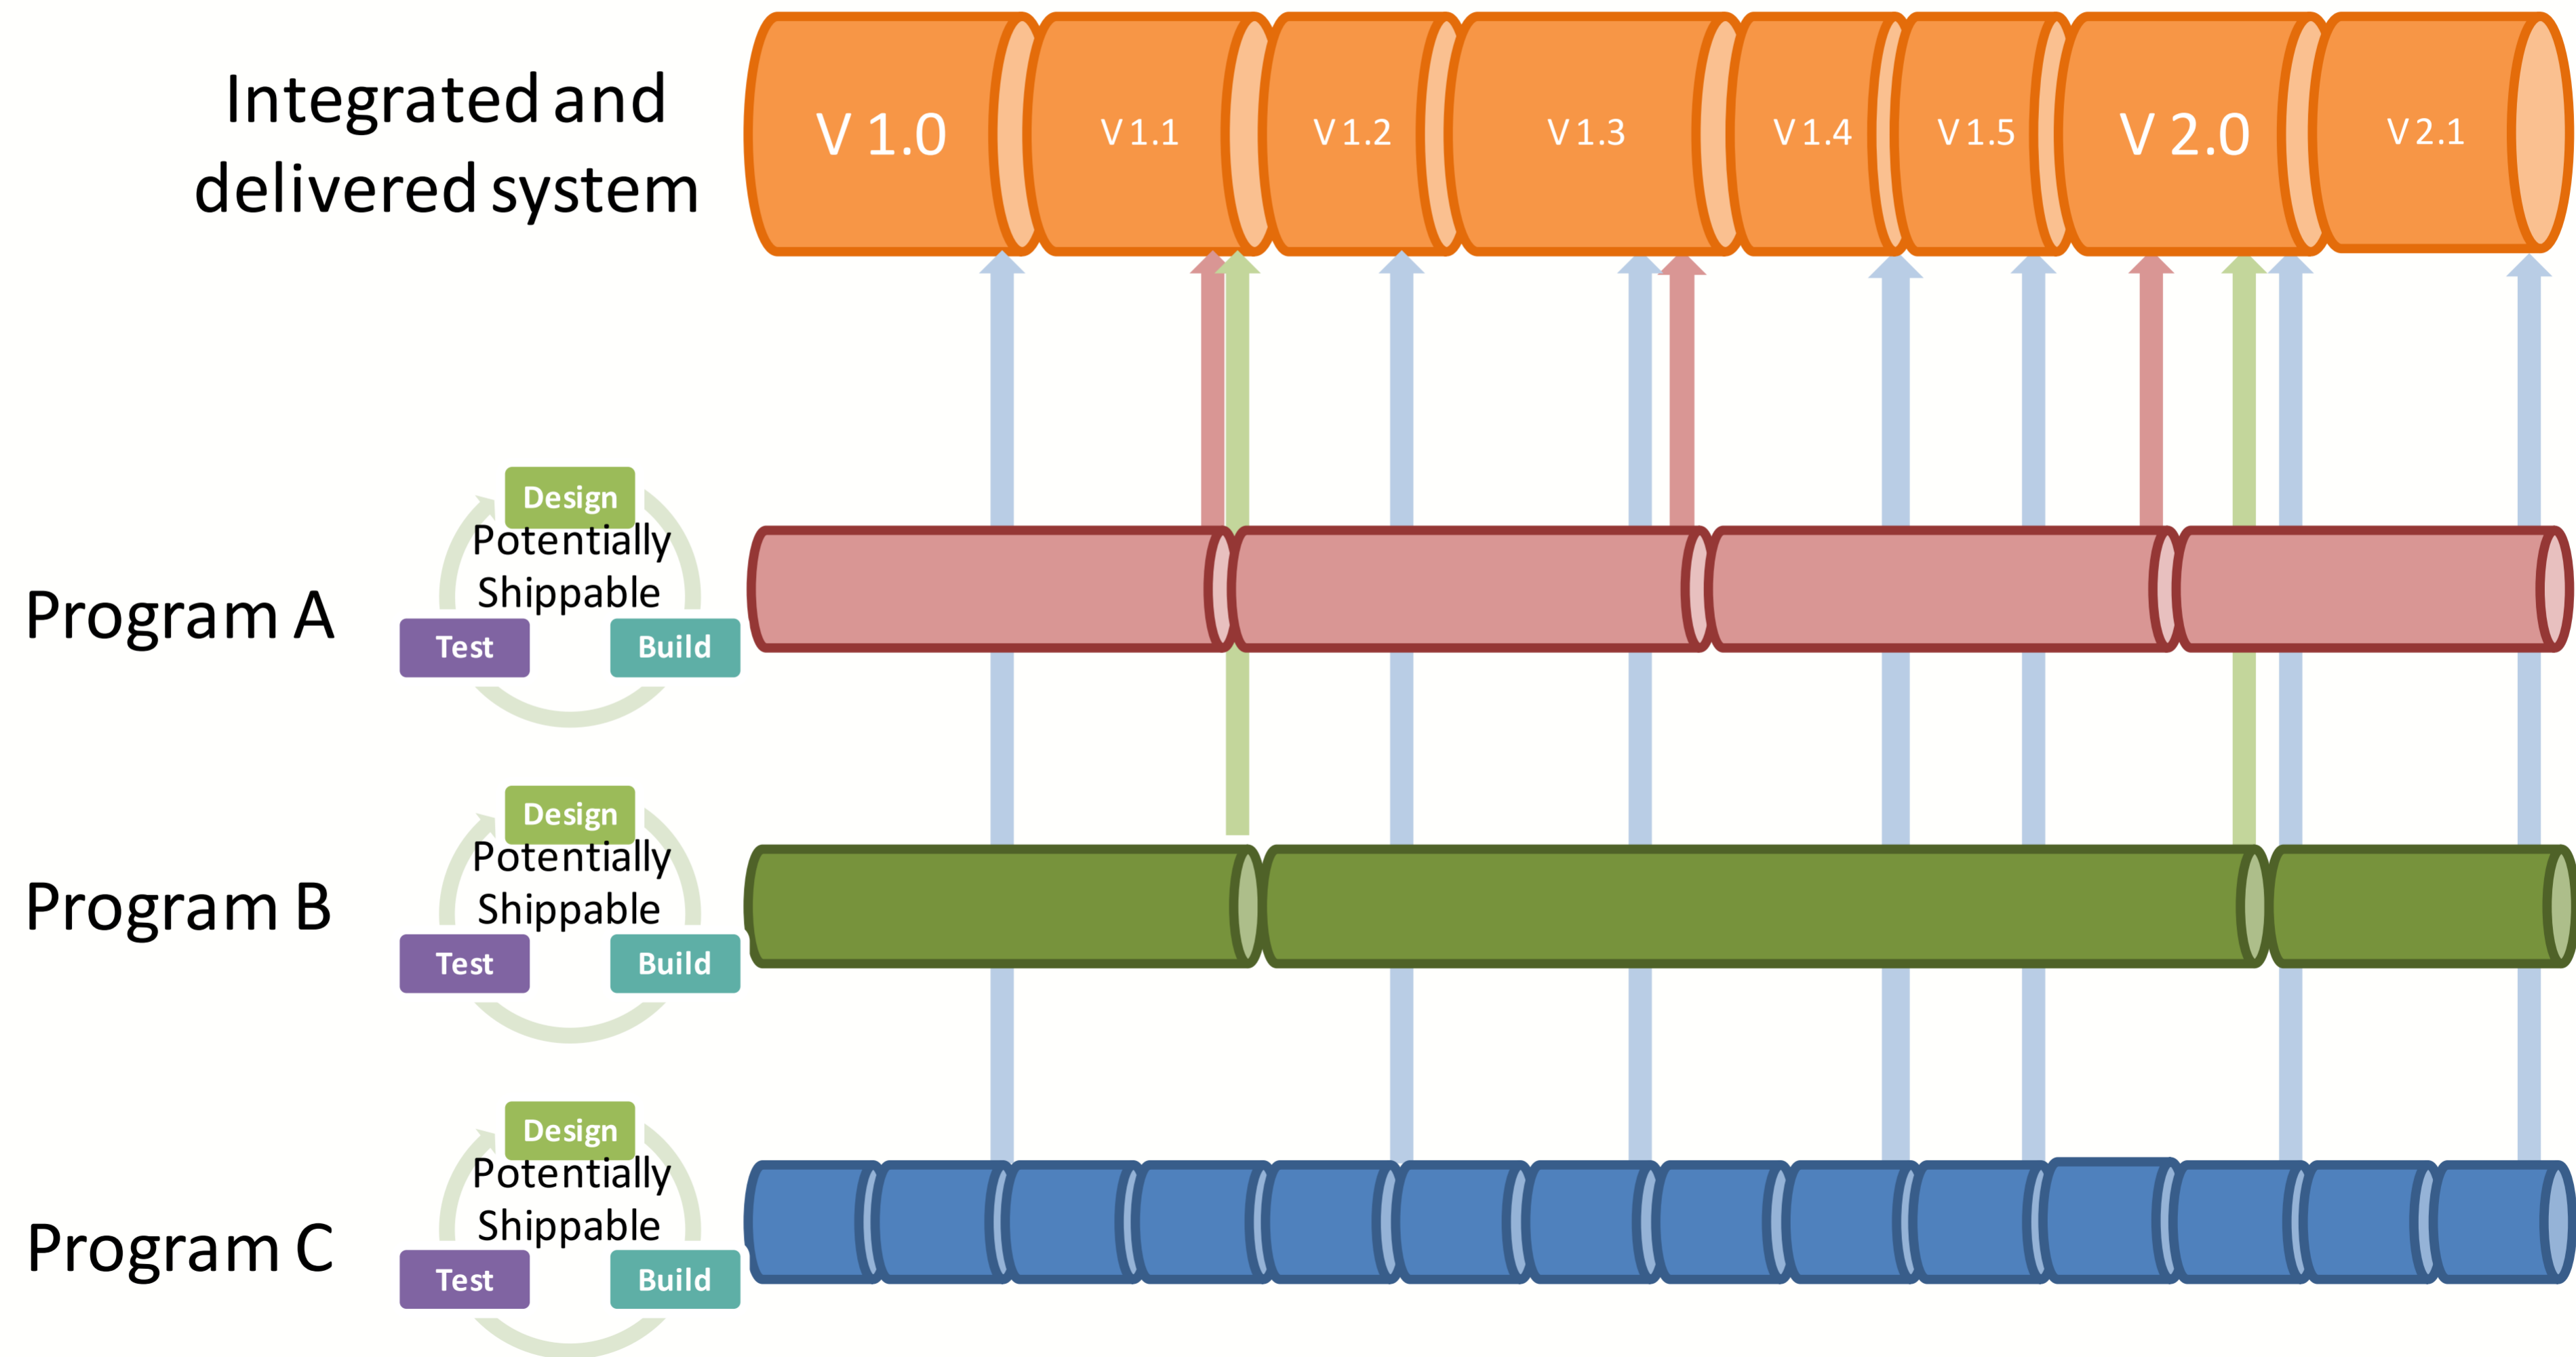 Integrated and
delivered system
V 1.0
V 1.1
V 1.2
V 1.3
V 1.4
V 1.5
V 2.0
V 2.1
Program A
Design
Potentially
Shippable
Test
Build
Program B
Design
Potentially
Shippable
Test
Build
Program C
Design
Potentially
Shippable
Test
Build